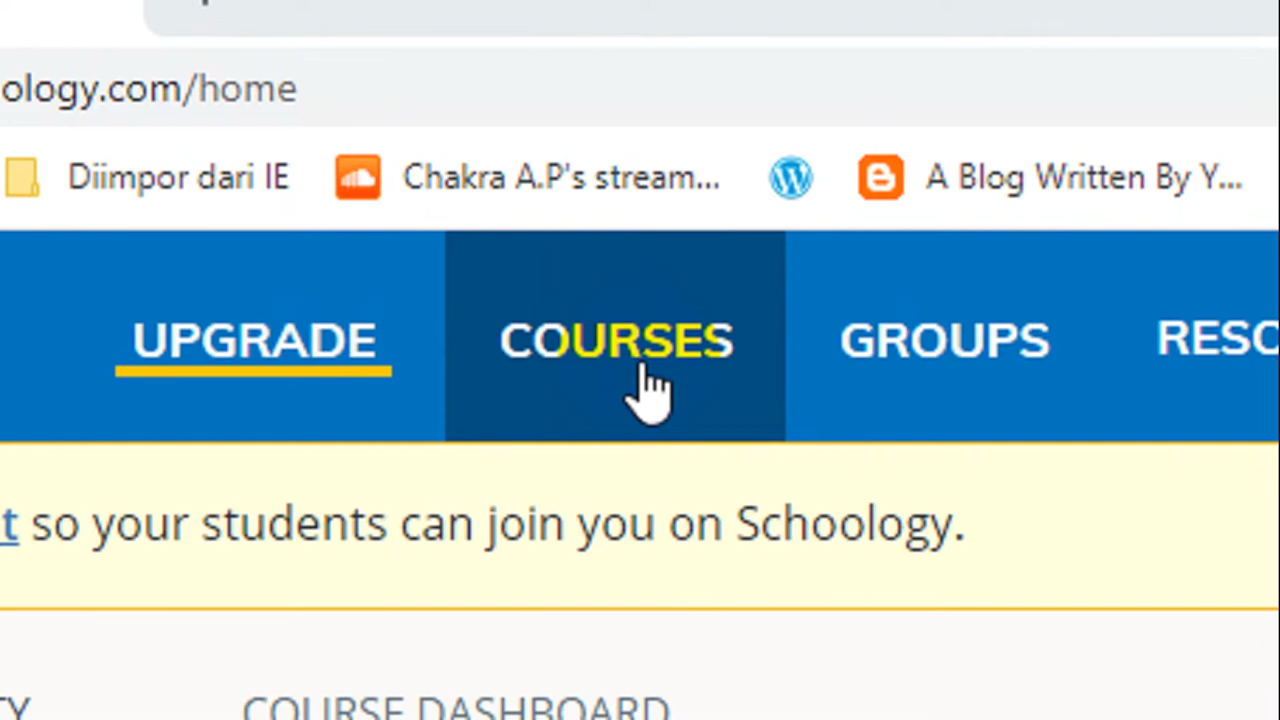 ology.com/home
Diimpor dari IE Chakra A.P's stream... A Blog Written By Y...
UPGRADE COURSES GROUPS RESO
t so your students can join you on Schoology.
TY COURSE DASHBOARD